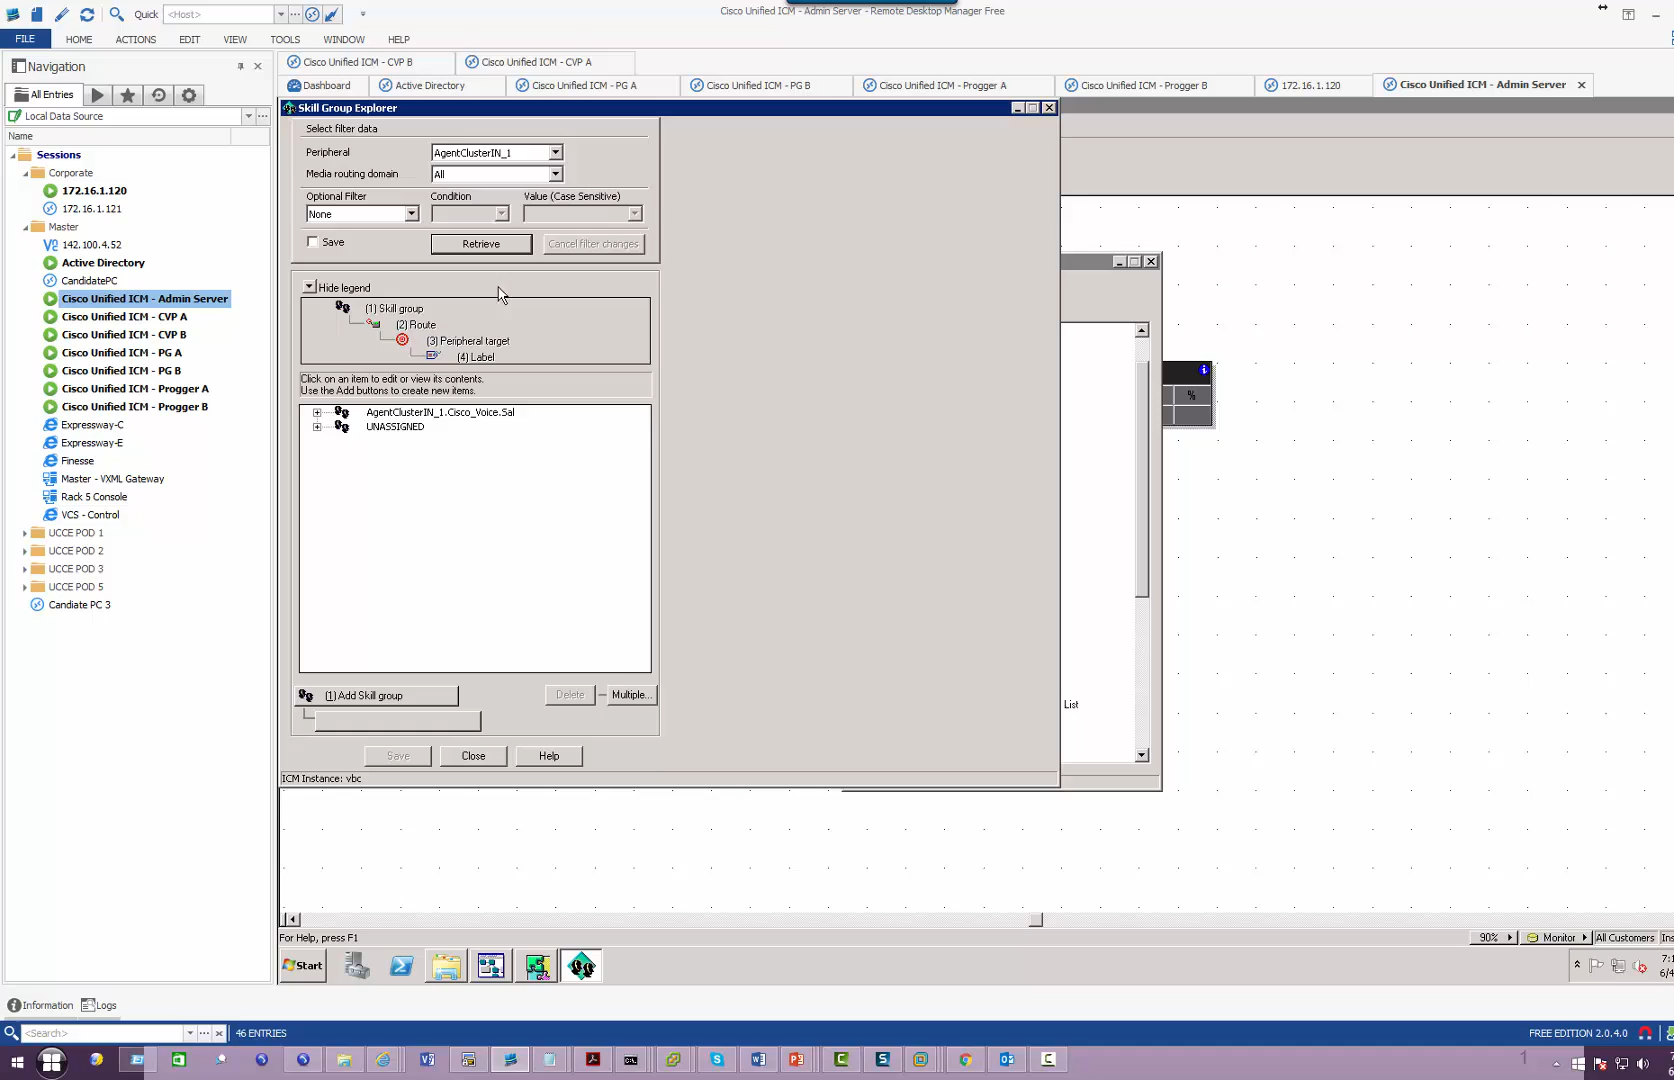 Cisco Unified ICM - Admin Server - Remote Desktop Manager Free
Quick <Host>
FILE HOME ACTIONS EDIT VIEW TOOLS WINDOW HELP
Navigation
All Entries
Local Data Source
Name
Sessions
Corporate
172.16.1.120
172.16.1.121
Master
142.100.4.52
Active Directory
CandidatePC
Cisco Unified ICM - Admin Server
Cisco Unified ICM - CVP A
Cisco Unified ICM - CVP B
Cisco Unified ICM - PG A
Cisco Unified ICM - PG B
Cisco Unified ICM - Progger A
Cisco Unified ICM - Progger B
Expressway-C
Expressway-E
Finesse
Master - VXML Gateway
Rack 5 Console
VCS - Control
UCCE POD 1
UCCE POD 2
UCCE POD 3
UCCE POD 5
Candiate PC 3
Cisco Unified ICM - CVP B Cisco Unified ICM - CVP A
Dashboard Active Directory Cisco Unified ICM - PG A Cisco Unified ICM - PG B Cisco Unified ICM - Progger A Cisco Unified ICM - Progger B 172.16.1.120 Cisco Unified ICM - Admin Server
Skill Group Explorer
Select filter data
Peripheral AgentClusterIN_1
Media routing domain All
Optional Filter Condition Value (Case Sensitive)
None
Save Retrieve Cancel filter changes
Hide legend
(1) Skill group
(2) Route
(3) Peripheral target
(4) Label
Click on an item to edit or view its contents.
Use the Add buttons to create new items.
AgentClusterIN_1.Cisco_Voice.Sal
UNASSIGNED
(1) Add Skill group Delete Multiple...
Save Close Help
ICM Instance: vbc
%
List
For Help, press F1
90% Monitor All Customers Ins
Start
7:1
6/4
Information Logs
<Search> 46 ENTRIES
FREE EDITION 2.0.4.0